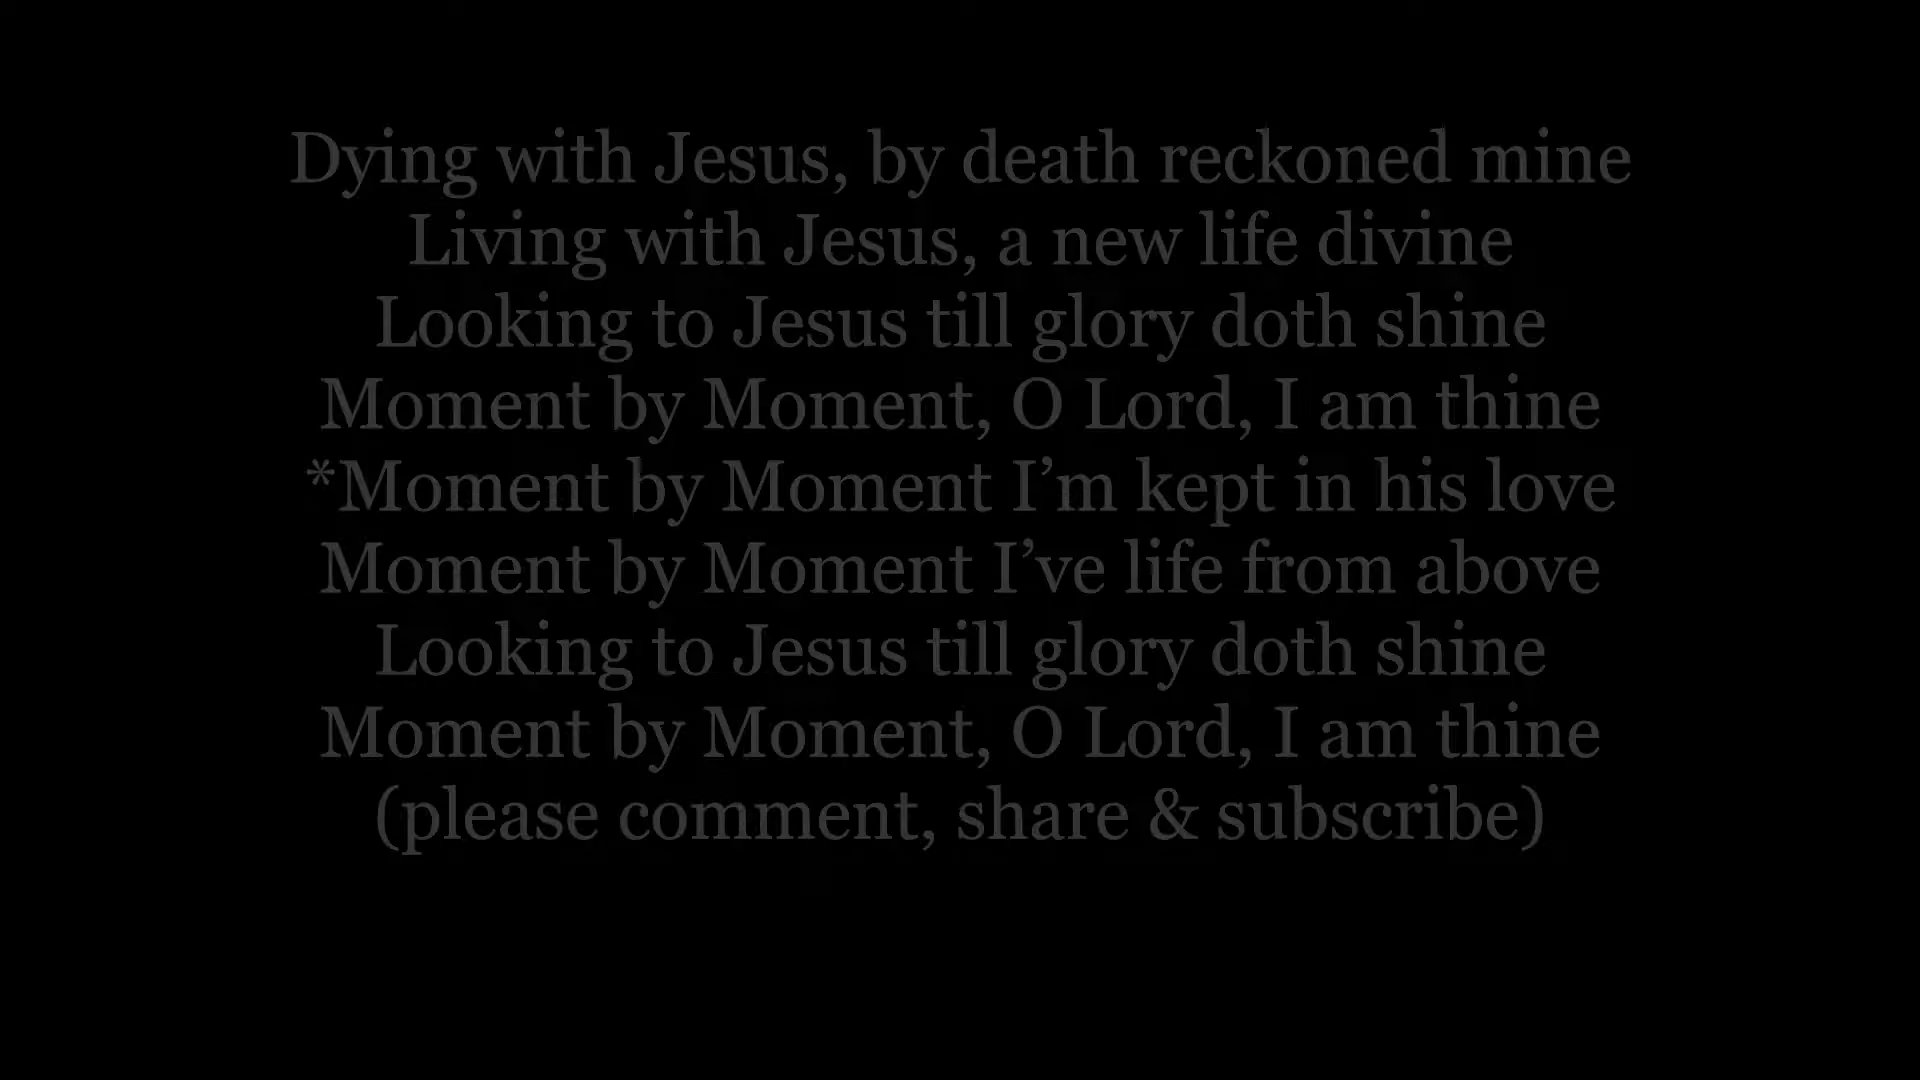 Dying with Jesus, by death reckoned mine
Living with Jesus, a new life divine
Looking to Jesus till glory doth shine
Moment by Moment, O Lord, I am thine
*Moment by Moment I’m kept in his love
Moment by Moment I’ve life from above
Looking to Jesus till glory doth shine
Moment by Moment, O Lord, I am thine
(please comment, share & subscribe)